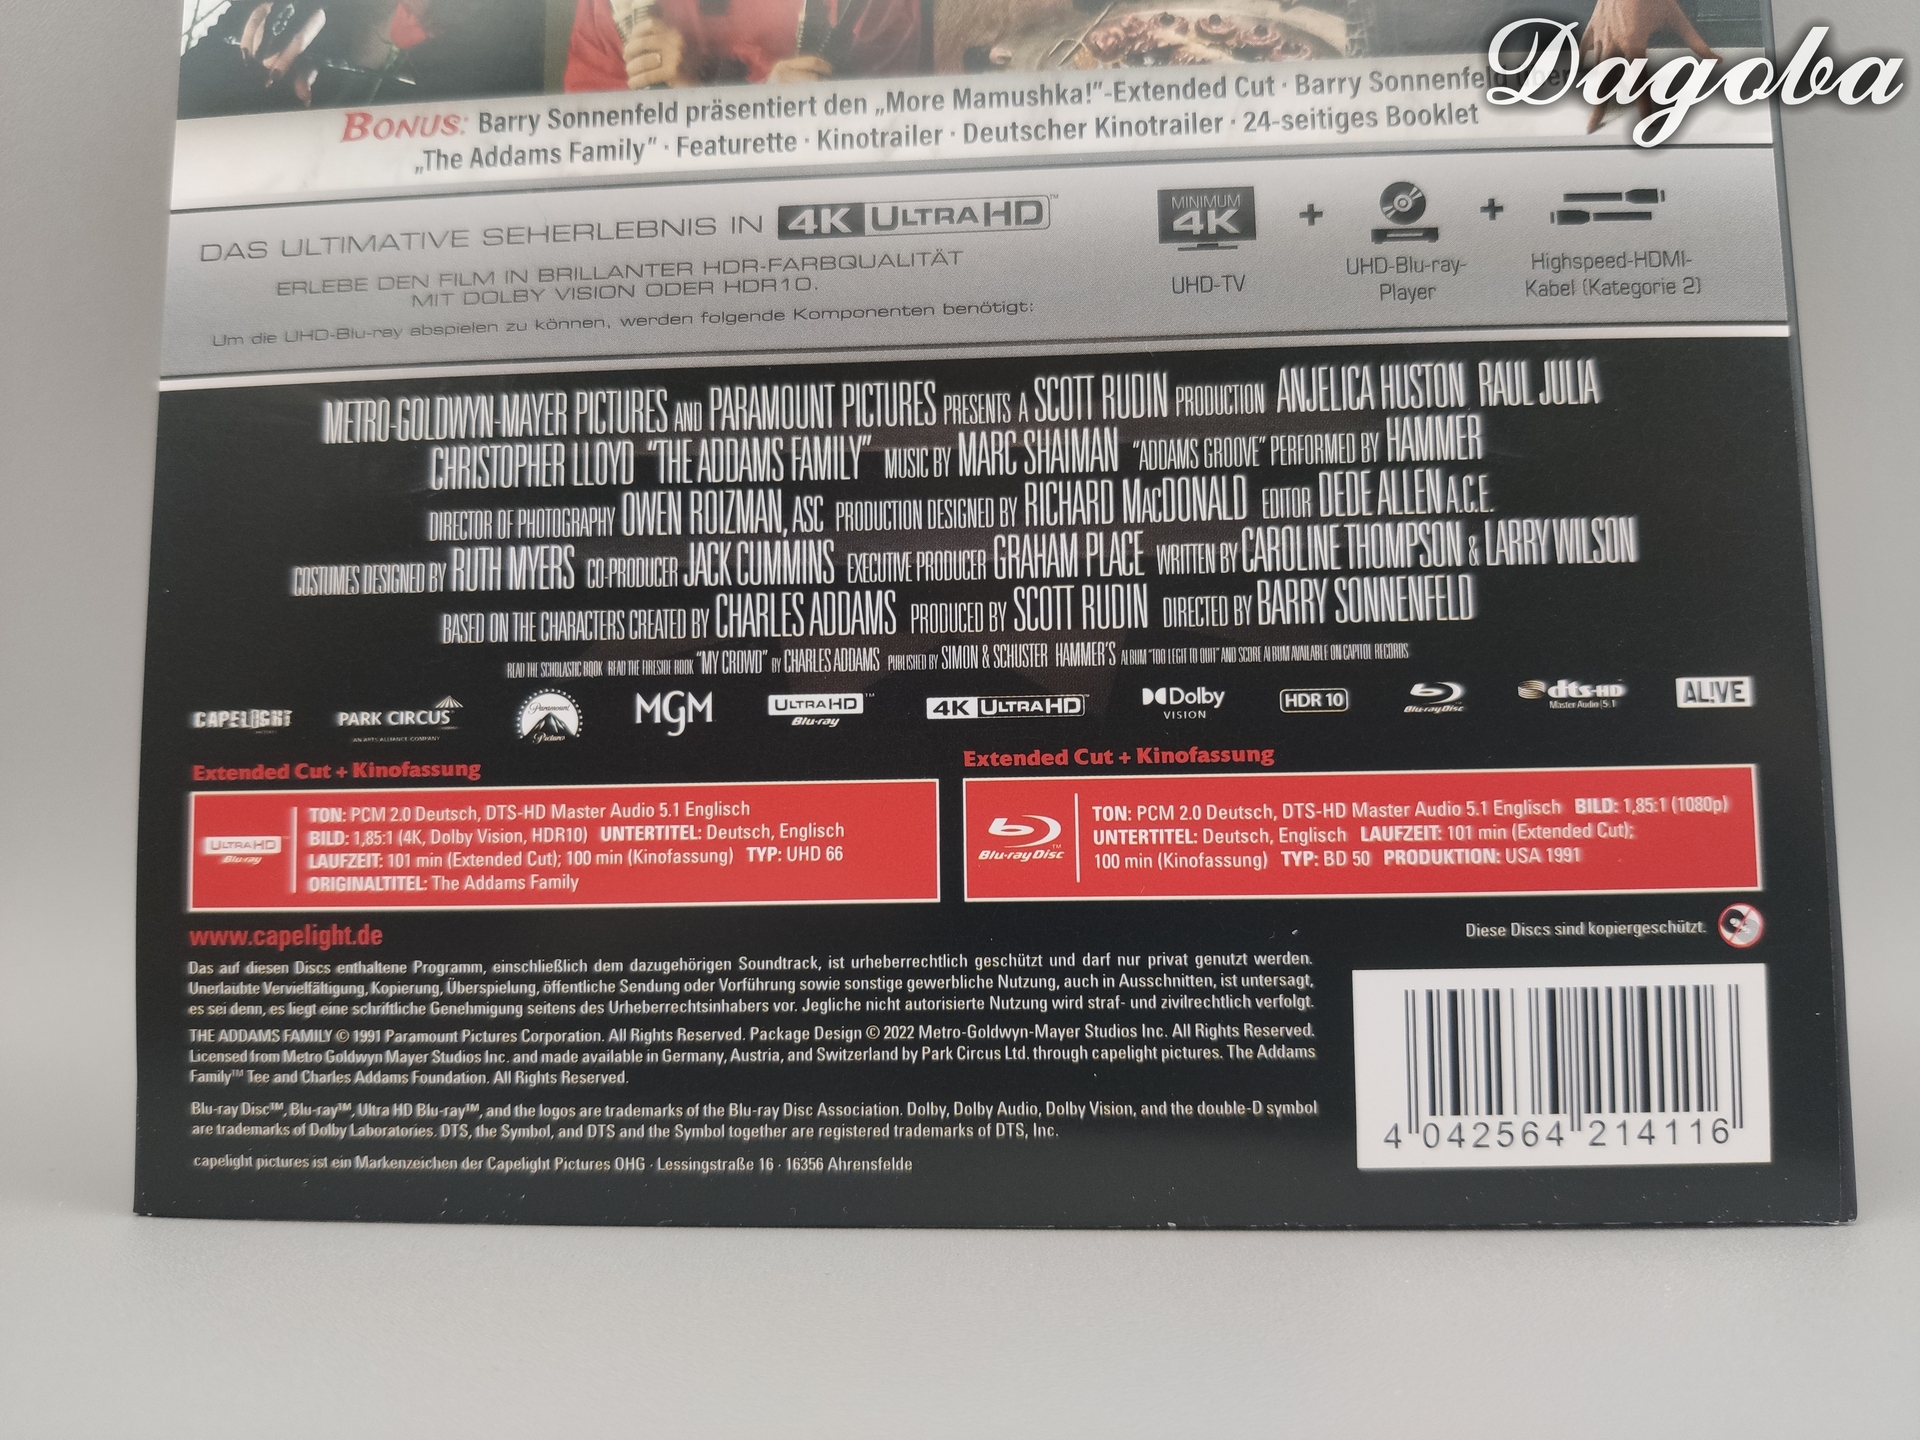 Dagoba
BONUS: Barry Sonnenfeld präsentiert den „More Mamushka!"-Extended Cut · Barry Sonnenfeld über
„The Addams Family" · Featurette · Kinotrailer · Deutscher Kinotrailer · 24-seitiges Booklet
DAS ULTIMATIVE SEHERLEBNIS IN 4K ULTRA HD™
ERLEBE DEN FILM IN BRILLANTER HDR-FARBQUALITÄT
MIT DOLBY VISION ODER HDR10.
Um die UHD-Blu-ray abspielen zu können, werden folgende Komponenten benötigt:
MINIMUM
4K
+ +
UHD-TV
UHD-Blu-ray-
Player
Highspeed-HDMI-
Kabel (Kategorie 2)
METRO-GOLDWYN-MAYER PICTURES AND PARAMOUNT PICTURES PRESENTS A SCOTT RUDIN PRODUCTION ANJELICA HUSTON RAUL JULIA
CHRISTOPHER LLOYD "THE ADDAMS FAMILY" MUSIC BY MARC SHAIMAN "ADDAMS GROOVE" PERFORMED BY HAMMER
DIRECTOR OF PHOTOGRAPHY OWEN ROIZMAN, ASC PRODUCTION DESIGNED BY RICHARD MACDONALD EDITOR DEDE ALLEN A.C.E.
COSTUMES DESIGNED BY RUTH MYERS CO-PRODUCER JACK CUMMINS EXECUTIVE PRODUCER GRAHAM PLACE WRITTEN BY CAROLINE THOMPSON & LARRY WILSON
BASED ON THE CHARACTERS CREATED BY CHARLES ADDAMS PRODUCED BY SCOTT RUDIN DIRECTED BY BARRY SONNENFELD
READ THE SCHOLASTIC BOOK READ THE FIRESIDE BOOK "MY CROWD" BY CHARLES ADDAMS PUBLISHED BY SIMON & SCHUSTER HAMMER'S ALBUM "TOO LEGIT TO QUIT" AND SCORE ALBUM AVAILABLE ON CAPITOL RECORDS
CAPELIGHT
PARK CIRCUS
AN ARTS ALLIANCE COMPANY
Paramount
Pictures
MGM
ULTRA HD™
Blu-ray
4K ULTRA HD™
Dolby
VISION
HDR 10
Blu-ray Disc
dts-HD
Master Audio | 5.1
AL!VE
Extended Cut + Kinofassung
ULTRA HD™
Blu-ray
TON: PCM 2.0 Deutsch, DTS-HD Master Audio 5.1 Englisch
BILD: 1,85:1 (4K, Dolby Vision, HDR10) UNTERTITEL: Deutsch, Englisch
LAUFZEIT: 101 min (Extended Cut); 100 min (Kinofassung) TYP: UHD 66
ORIGINALTITEL: The Addams Family
Extended Cut + Kinofassung
Blu-ray Disc™
TON: PCM 2.0 Deutsch, DTS-HD Master Audio 5.1 Englisch BILD: 1,85:1 (1080p)
UNTERTITEL: Deutsch, Englisch LAUFZEIT: 101 min (Extended Cut);
100 min (Kinofassung) TYP: BD 50 PRODUKTION: USA 1991
www.capelight.de
Diese Discs sind kopiergeschützt.
Das auf diesen Discs enthaltene Programm, einschließlich dem dazugehörigen Soundtrack, ist urheberrechtlich geschützt und darf nur privat genutzt werden.
Unerlaubte Vervielfältigung, Kopierung, Überspielung, öffentliche Sendung oder Vorführung sowie sonstige gewerbliche Nutzung, auch in Ausschnitten, ist untersagt,
es sei denn, es liegt eine schriftliche Genehmigung seitens des Urheberrechtsinhabers vor. Jegliche nicht autorisierte Nutzung wird straf- und zivilrechtlich verfolgt.
THE ADDAMS FAMILY © 1991 Paramount Pictures Corporation. All Rights Reserved. Package Design © 2022 Metro-Goldwyn-Mayer Studios Inc. All Rights Reserved.
Licensed from Metro Goldwyn Mayer Studios Inc. and made available in Germany, Austria, and Switzerland by Park Circus Ltd. through capelight pictures. The Addams
Family™ Tee and Charles Addams Foundation. All Rights Reserved.
Blu-ray Disc™, Blu-ray™, Ultra HD Blu-ray™, and the logos are trademarks of the Blu-ray Disc Association. Dolby, Dolby Audio, Dolby Vision, and the double-D symbol
are trademarks of Dolby Laboratories. DTS, the Symbol, and DTS and the Symbol together are registered trademarks of DTS, Inc.
capelight pictures ist ein Markenzeichen der Capelight Pictures OHG · Lessingstraße 16 · 16356 Ahrensfelde
4 042564 214116